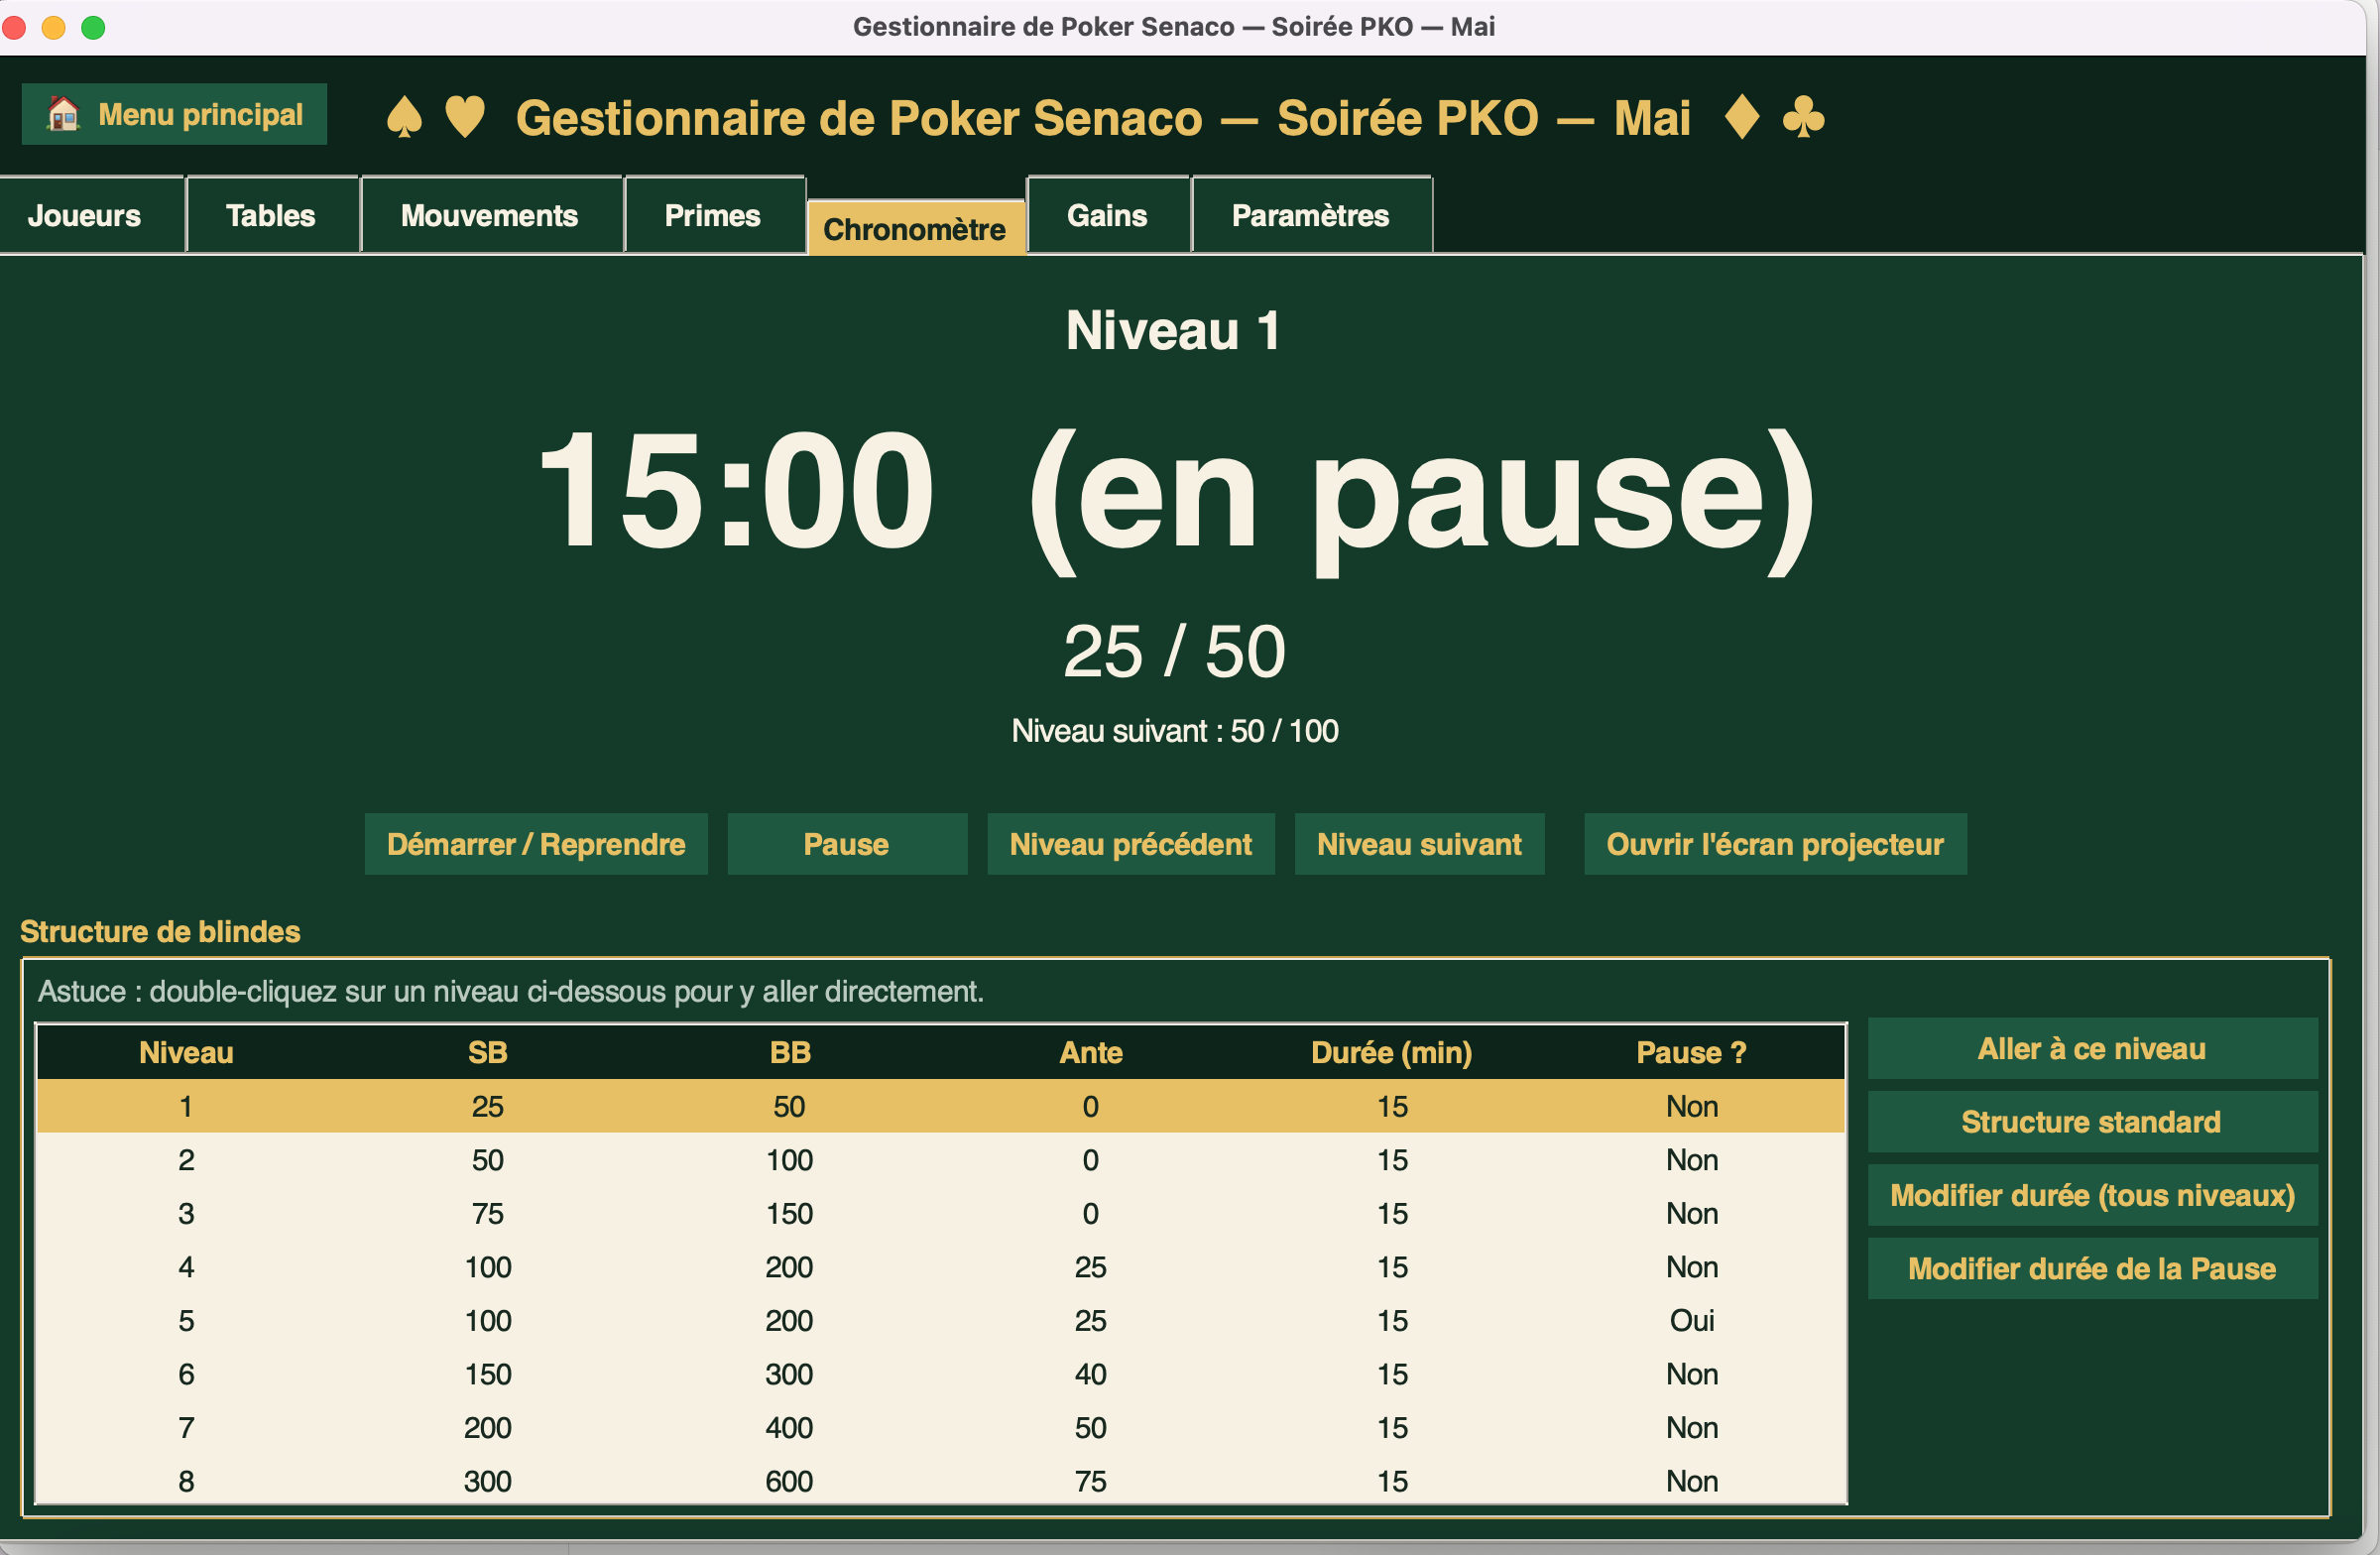 Gestionnaire de Poker Senaco — Soirée PKO — Mai
Menu principal
♠ ♥ Gestionnaire de Poker Senaco — Soirée PKO — Mai ♦ ♣
Joueurs Tables Mouvements Primes Chronomètre Gains Paramètres
Niveau 1
15:00 (en pause)
25 / 50
Niveau suivant : 50 / 100
Démarrer / Reprendre Pause Niveau précédent Niveau suivant Ouvrir l'écran projecteur
Structure de blindes
Astuce : double-cliquez sur un niveau ci-dessous pour y aller directement.
Niveau SB BB Ante Durée (min) Pause ?
1 25 50 0 15 Non
2 50 100 0 15 Non
3 75 150 0 15 Non
4 100 200 25 15 Non
5 100 200 25 15 Oui
6 150 300 40 15 Non
7 200 400 50 15 Non
8 300 600 75 15 Non
Aller à ce niveau
Structure standard
Modifier durée (tous niveaux)
Modifier durée de la Pause